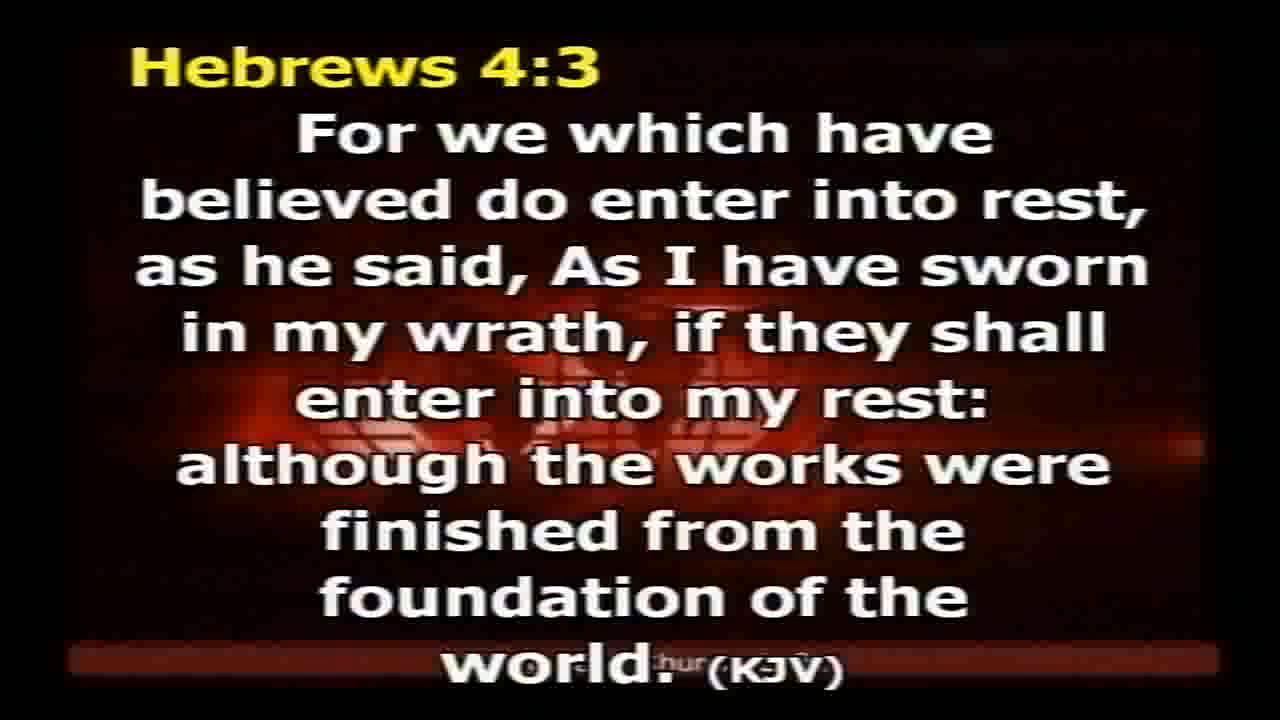 Hebrews 4:3
For we which have
believed do enter into rest,
as he said, As I have sworn
in my wrath, if they shall
enter into my rest:
although the works were
finished from the
foundation of the
world. (KJV)